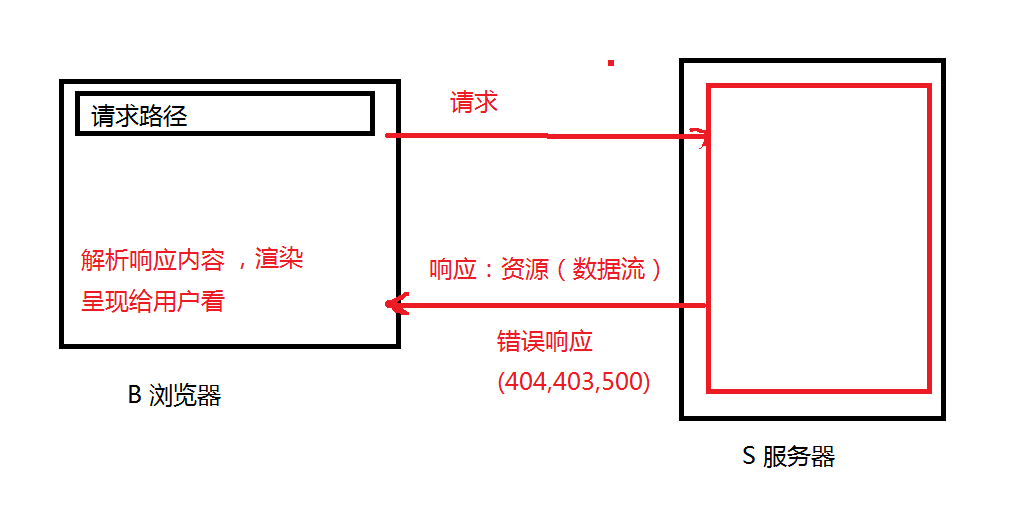 请求路径
请求
解析响应内容 ，渲染
呈现给用户看
响应：资源（数据流）
错误响应
(404,403,500)
B 浏览器
S 服务器